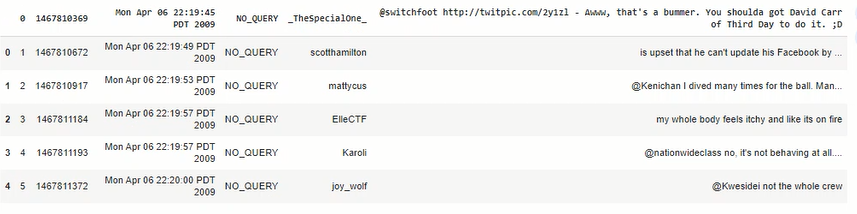 0 1467810369 Mon Apr 06 22:19:45 PDT 2009 NO_QUERY _TheSpecialOne_ @switchfoot http://twitpic.com/2y1zl - Awww, that's a bummer. You shoulda got David Carr of Third Day to do it. ;D
0 1 1467810672 Mon Apr 06 22:19:49 PDT 2009 NO_QUERY scotthamilton is upset that he can't update his Facebook by ...
1 2 1467810917 Mon Apr 06 22:19:53 PDT 2009 NO_QUERY mattycus @Kenichan I dived many times for the ball. Man...
2 3 1467811184 Mon Apr 06 22:19:57 PDT 2009 NO_QUERY ElleCTF my whole body feels itchy and like its on fire
3 4 1467811193 Mon Apr 06 22:19:57 PDT 2009 NO_QUERY Karoli @nationwideclass no, it's not behaving at all....
4 5 1467811372 Mon Apr 06 22:20:00 PDT 2009 NO_QUERY joy_wolf @Kwesidei not the whole crew